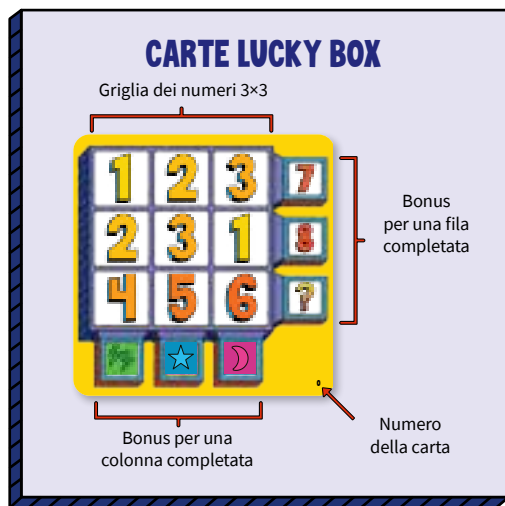 CARTE LUCKY BOX
Griglia dei numeri 3×3
1 2 3 7
2 3 1 8
4 5 6 ?
Bonus
per una fila
completata
Bonus per una
colonna completata
Numero
della carta